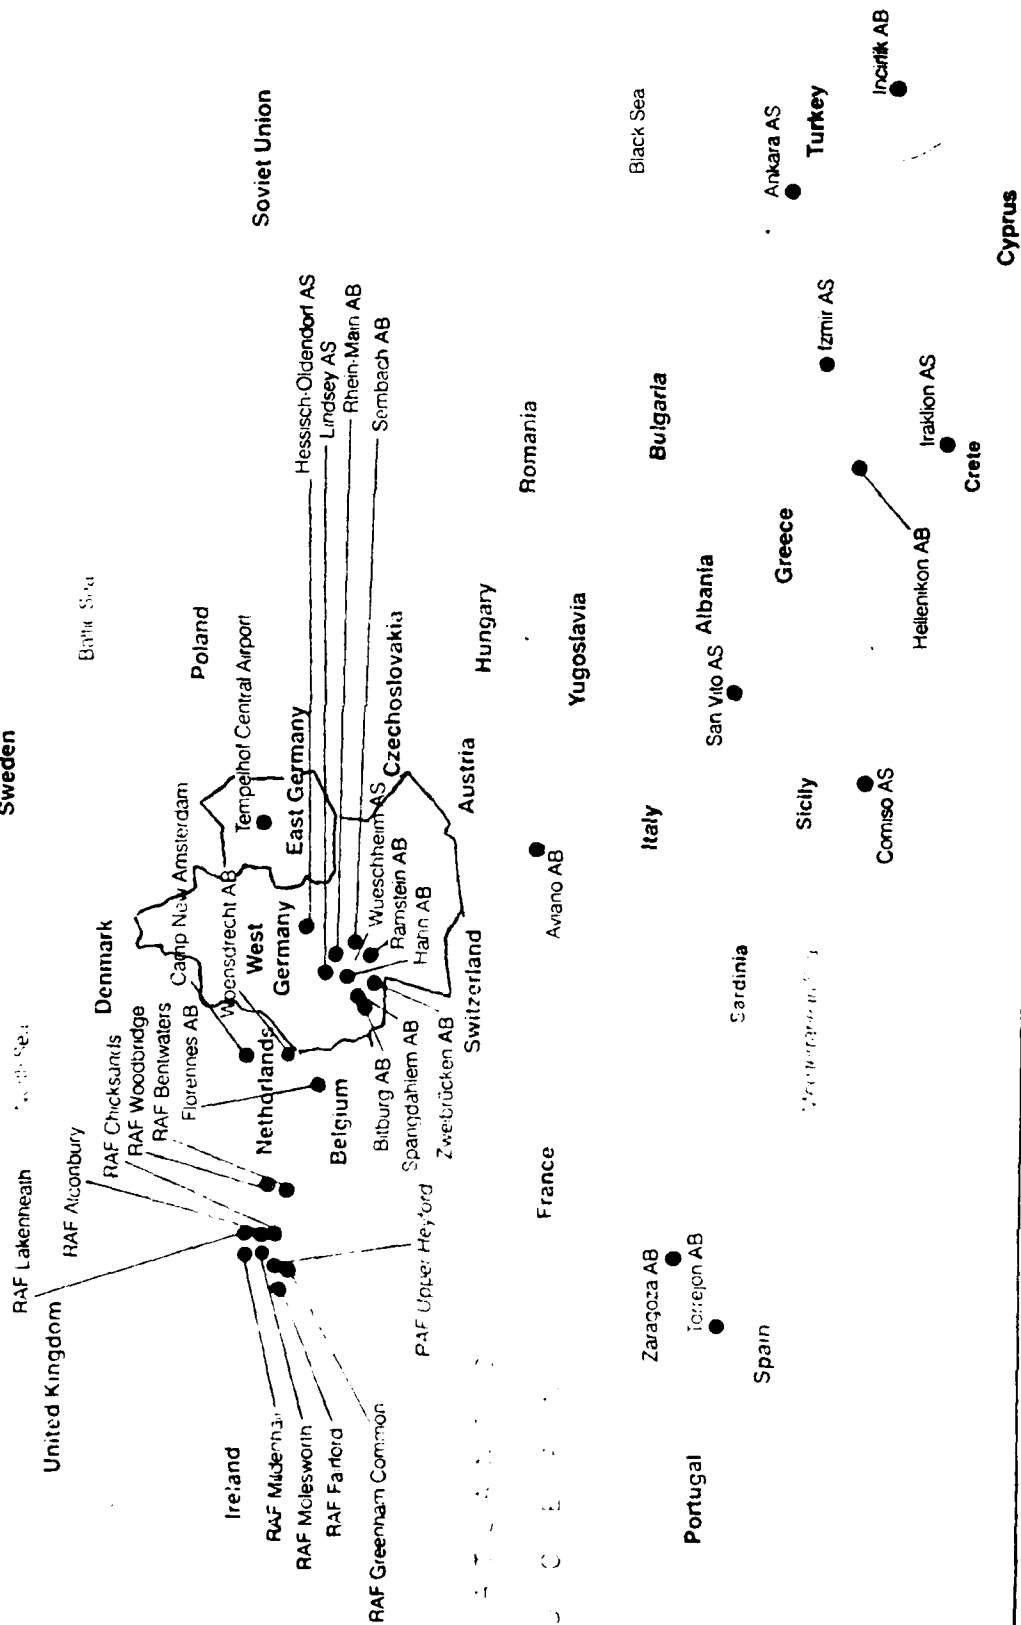 Sweden
Baltic Sea
North Sea
RAF Lakenneath
RAF Alconbury
RAF Chicksands
RAF Woodbridge
RAF Bentwaters
Denmark
Camp New Amsterdam
Woensdrecht AB
Florennes AB
United Kingdom
Poland
Tempelhof Central Airport
East Germany
West
Germany
Soviet Union
Hessisch-Oldendorf AS
Lindsey AS
Rhein-Main AB
Sembach AB
Netherlands
Belgium
Ireland
RAF Mildenhall
RAF Molesworth
RAF Fairford
RAF Greenham Common
RAF Upper Heyford
Czechoslovakia
Wueschheim AS
Ramstein AB
Hahn AB
Bitburg AB
Spangdahlem AB
Zweibrücken AB
Switzerland
Austria
Hungary
Romania
France
Aviano AB
Yugoslavia
Black Sea
Bulgaria
Zaragoza AB
Torrejon AB
Spain
Portugal
Italy
Sardinia
San Vito AS
Albania
Greece
Ankara AS
Turkey
Incirlik AB
Sicily
Comiso AS
Izmir AS
Hellenikon AB
Iraklion AS
Crete
Cyprus